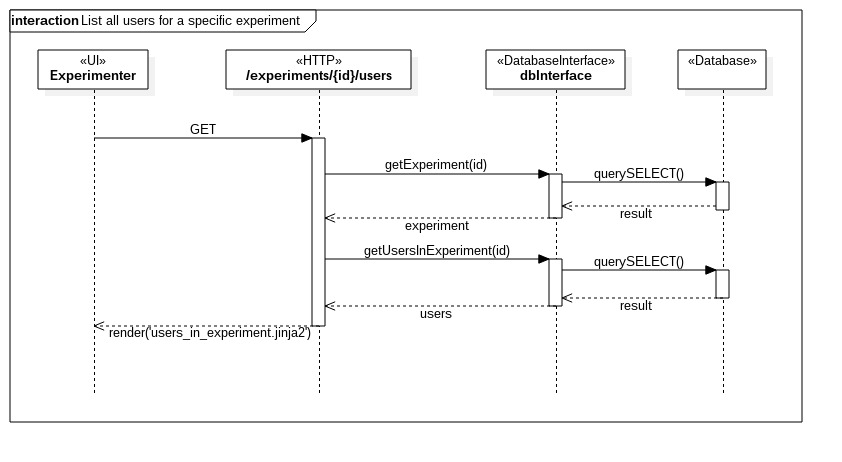 interaction List all users for a specific experiment
«UI»
Experimenter
«HTTP»
/experiments/{id}/users
«DatabaseInterface»
dbInterface
«Database»
GET
getExperiment(id)
querySELECT()
result
experiment
getUsersInExperiment(id)
querySELECT()
result
users
render('users_in_experiment.jinja2')